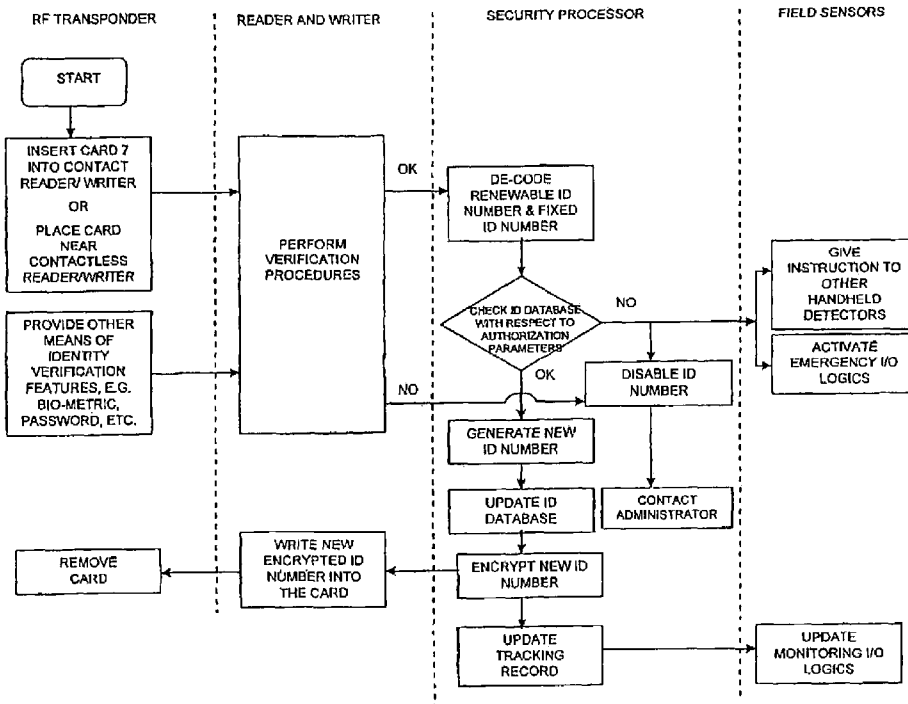 RF TRANSPONDER
READER AND WRITER
SECURITY PROCESSOR
FIELD SENSORS
START
INSERT CARD 7
INTO CONTACT
READER/ WRITER
OR
PLACE CARD
NEAR
CONTACTLESS
READER/WRITER
PROVIDE OTHER
MEANS OF
IDENTITY
VERIFICATION
FEATURES, E.G.
BIO-METRIC,
PASSWORD, ETC.
PERFORM
VERIFICATION
PROCEDURES
OK
NO
DE-CODE
RENEWABLE ID
NUMBER & FIXED
ID NUMBER
CHECK ID DATABASE
WITH RESPECT TO
AUTHORIZATION
PARAMETERS
NO
OK
GIVE
INSTRUCTION TO
OTHER
HANDHELD
DETECTORS
ACTIVATE
EMERGENCY I/O
LOGICS
DISABLE ID
NUMBER
GENERATE NEW
ID NUMBER
CONTACT
ADMINISTRATOR
UPDATE ID
DATABASE
ENCRYPT NEW ID
NUMBER
WRITE NEW
ENCRYPTED ID
NUMBER INTO
THE CARD
REMOVE
CARD
UPDATE
TRACKING
RECORD
UPDATE
MONITORING I/O
LOGICS